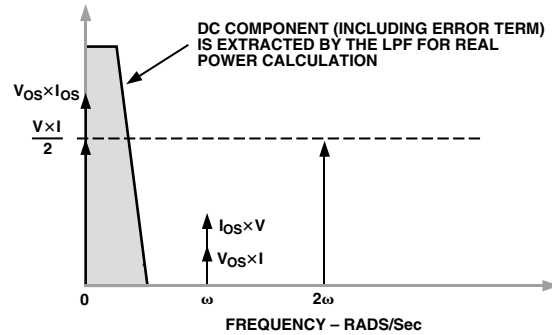 DC COMPONENT (INCLUDING ERROR TERM)
IS EXTRACTED BY THE LPF FOR REAL
POWER CALCULATION
VOS×IOS
V×I
2
IOS×V
VOS×I
0 ω 2ω
FREQUENCY – RADS/Sec